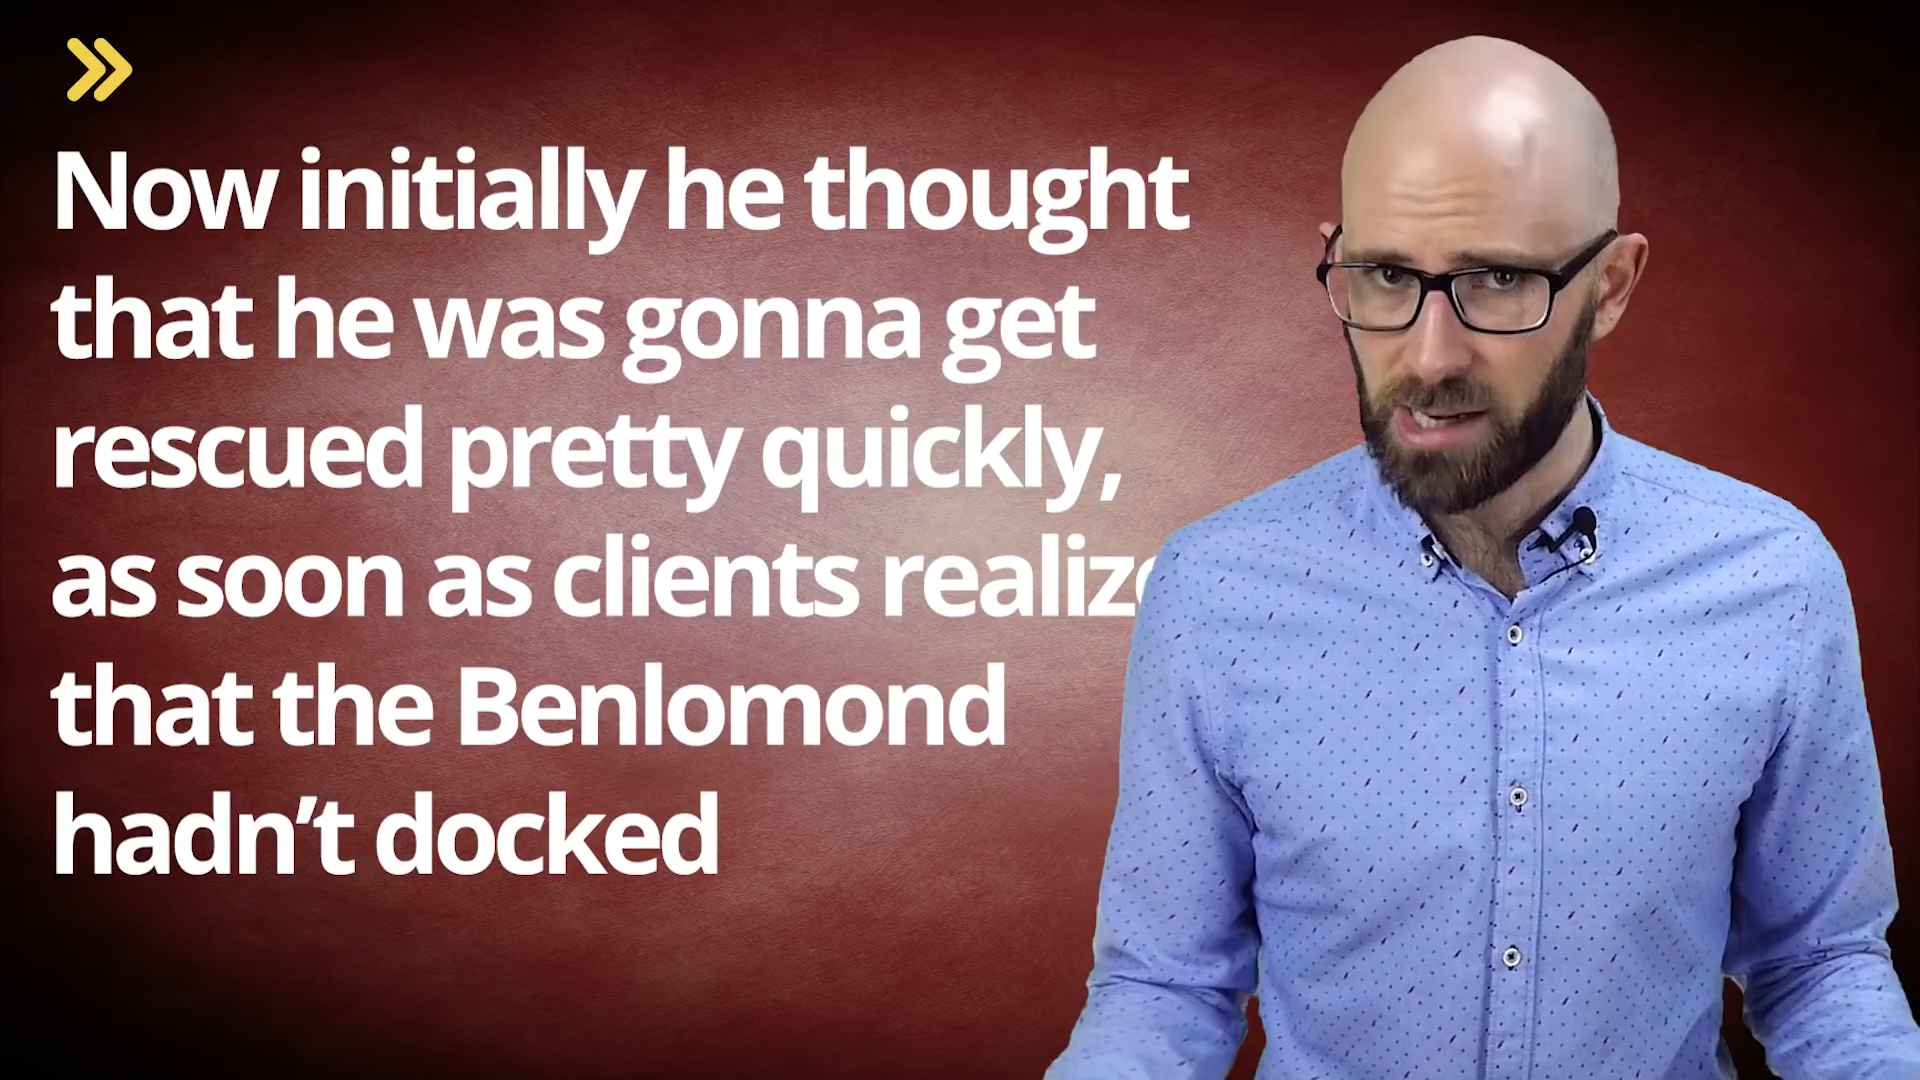 Now initially he thought
that he was gonna get
rescued pretty quickly,
as soon as clients realize
that the Benlomond
hadn’t docked